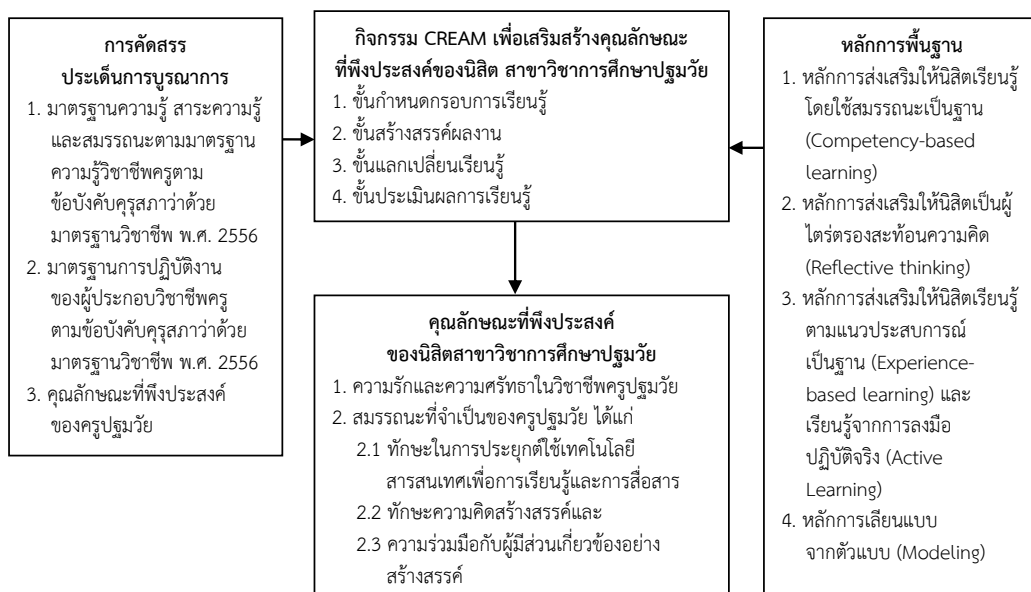 การคัดสรร
ประเด็นการบูรณาการ
1. มาตรฐานความรู้ สาระความรู้
และสมรรถนะตามมาตรฐาน
ความรู้วิชาชีพครูตาม
ข้อบังคับคุรุสภาว่าด้วย
มาตรฐานวิชาชีพ พ.ศ. 2556
2. มาตรฐานการปฏิบัติงาน
ของผู้ประกอบวิชาชีพครู
ตามข้อบังคับคุรุสภาว่าด้วย
มาตรฐานวิชาชีพ พ.ศ. 2556
3. คุณลักษณะที่พึงประสงค์
ของครูปฐมวัย
กิจกรรม CREAM เพื่อเสริมสร้างคุณลักษณะ
ที่พึงประสงค์ของนิสิต สาขาวิชาการศึกษาปฐมวัย
1. ขั้นกำหนดกรอบการเรียนรู้
2. ขั้นสร้างสรรค์ผลงาน
3. ขั้นแลกเปลี่ยนเรียนรู้
4. ขั้นประเมินผลการเรียนรู้
คุณลักษณะที่พึงประสงค์
ของนิสิตสาขาวิชาการศึกษาปฐมวัย
1. ความรักและความศรัทธาในวิชาชีพครูปฐมวัย
2. สมรรถนะที่จำเป็นของครูปฐมวัย ได้แก่
2.1 ทักษะในการประยุกต์ใช้เทคโนโลยี
สารสนเทศเพื่อการเรียนรู้และการสื่อสาร
2.2 ทักษะความคิดสร้างสรรค์และ
2.3 ความร่วมมือกับผู้มีส่วนเกี่ยวข้องอย่าง
สร้างสรรค์
หลักการพื้นฐาน
1. หลักการส่งเสริมให้นิสิตเรียนรู้
โดยใช้สมรรถนะเป็นฐาน
(Competency-based
learning)
2. หลักการส่งเสริมให้นิสิตเป็นผู้
ไตร่ตรองสะท้อนความคิด
(Reflective thinking)
3. หลักการส่งเสริมให้นิสิตเรียนรู้
ตามแนวประสบการณ์
เป็นฐาน (Experience-
based learning) และ
เรียนรู้จากการลงมือ
ปฏิบัติจริง (Active
Learning)
4. หลักการเลียนแบบ
จากตัวแบบ (Modeling)